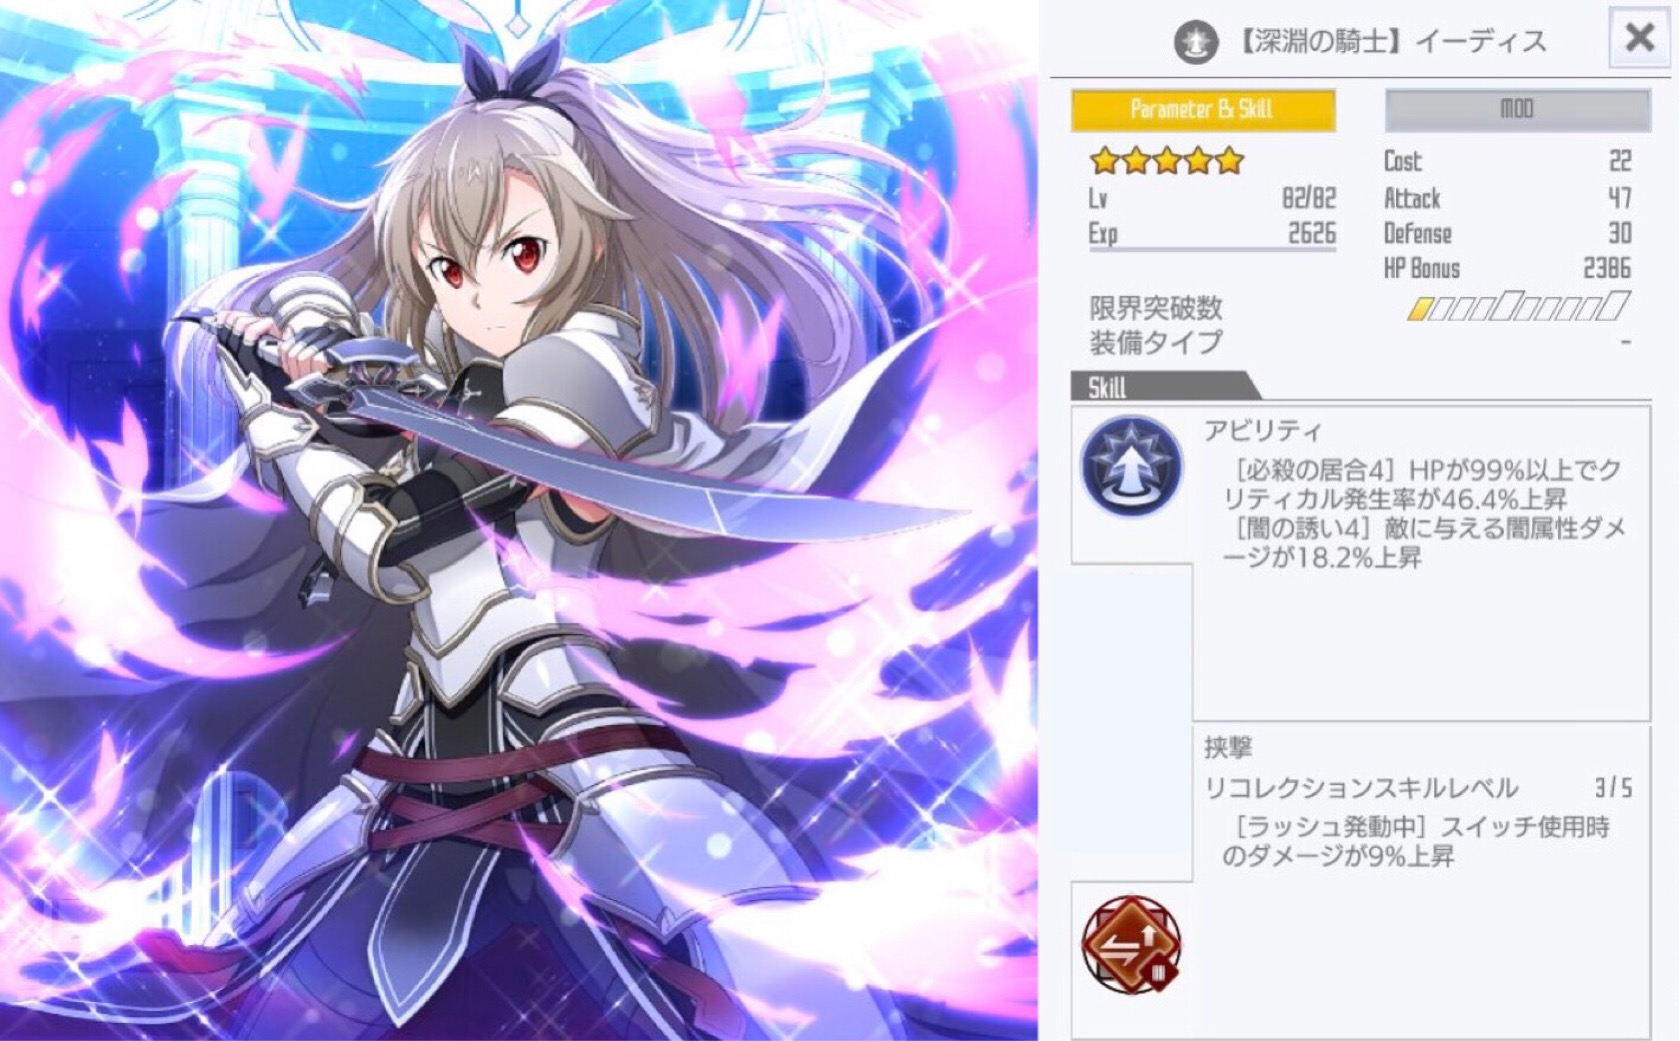 【深淵の騎士】イーディス
Parameter & Skill
MOD
Lv 82/82
Exp 2626
Cost 22
Attack 47
Defense 30
HP Bonus 2386
限界突破数
装備タイプ -
Skill
アビリティ
［必殺の居合4］HPが99%以上でク
リティカル発生率が46.4%上昇
［闇の誘い4］敵に与える闇属性ダメ
ージが18.2%上昇
挟撃
リコレクションスキルレベル 3/5
［ラッシュ発動中］スイッチ使用時
のダメージが9%上昇